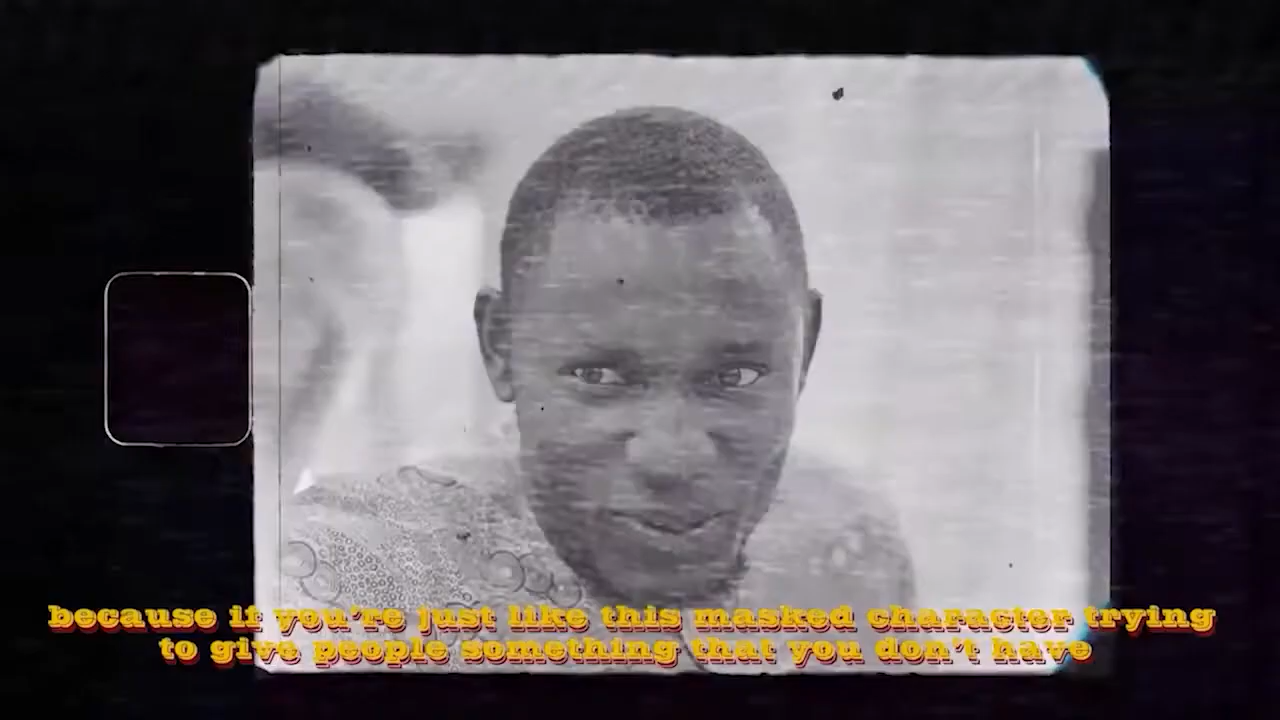 because if you're just like this masked character trying
to give people something that you don't have